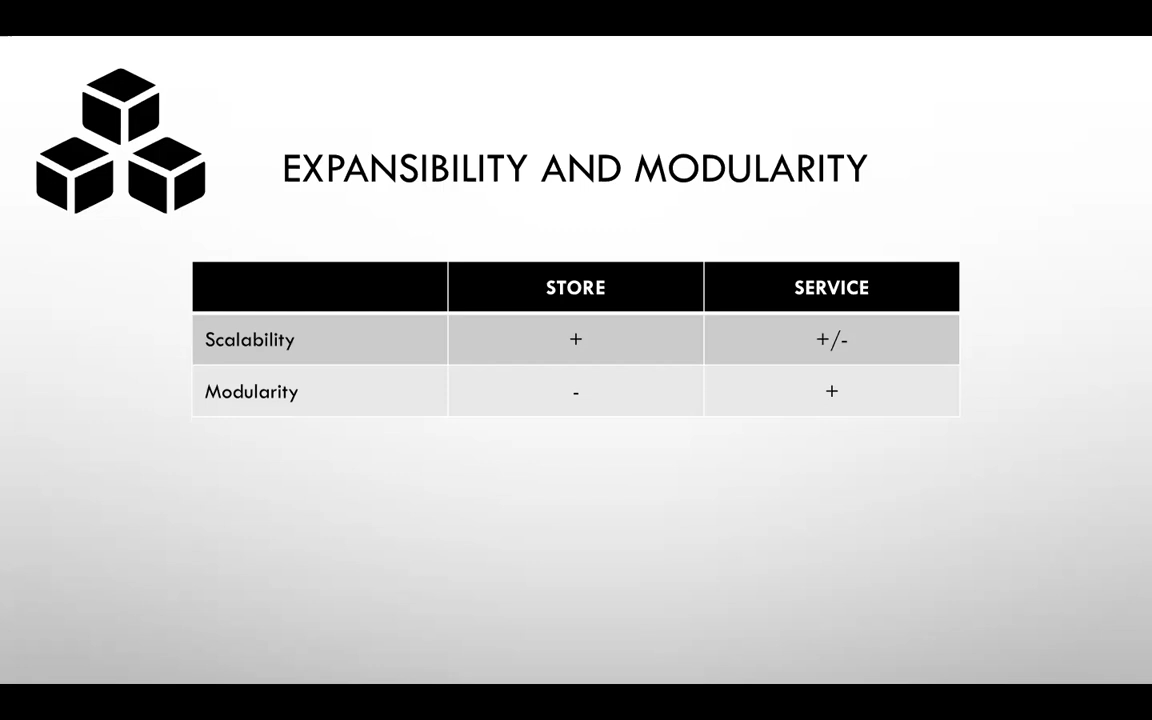 EXPANSIBILITY AND MODULARITY
STORE SERVICE
Scalability + +/-
Modularity - +